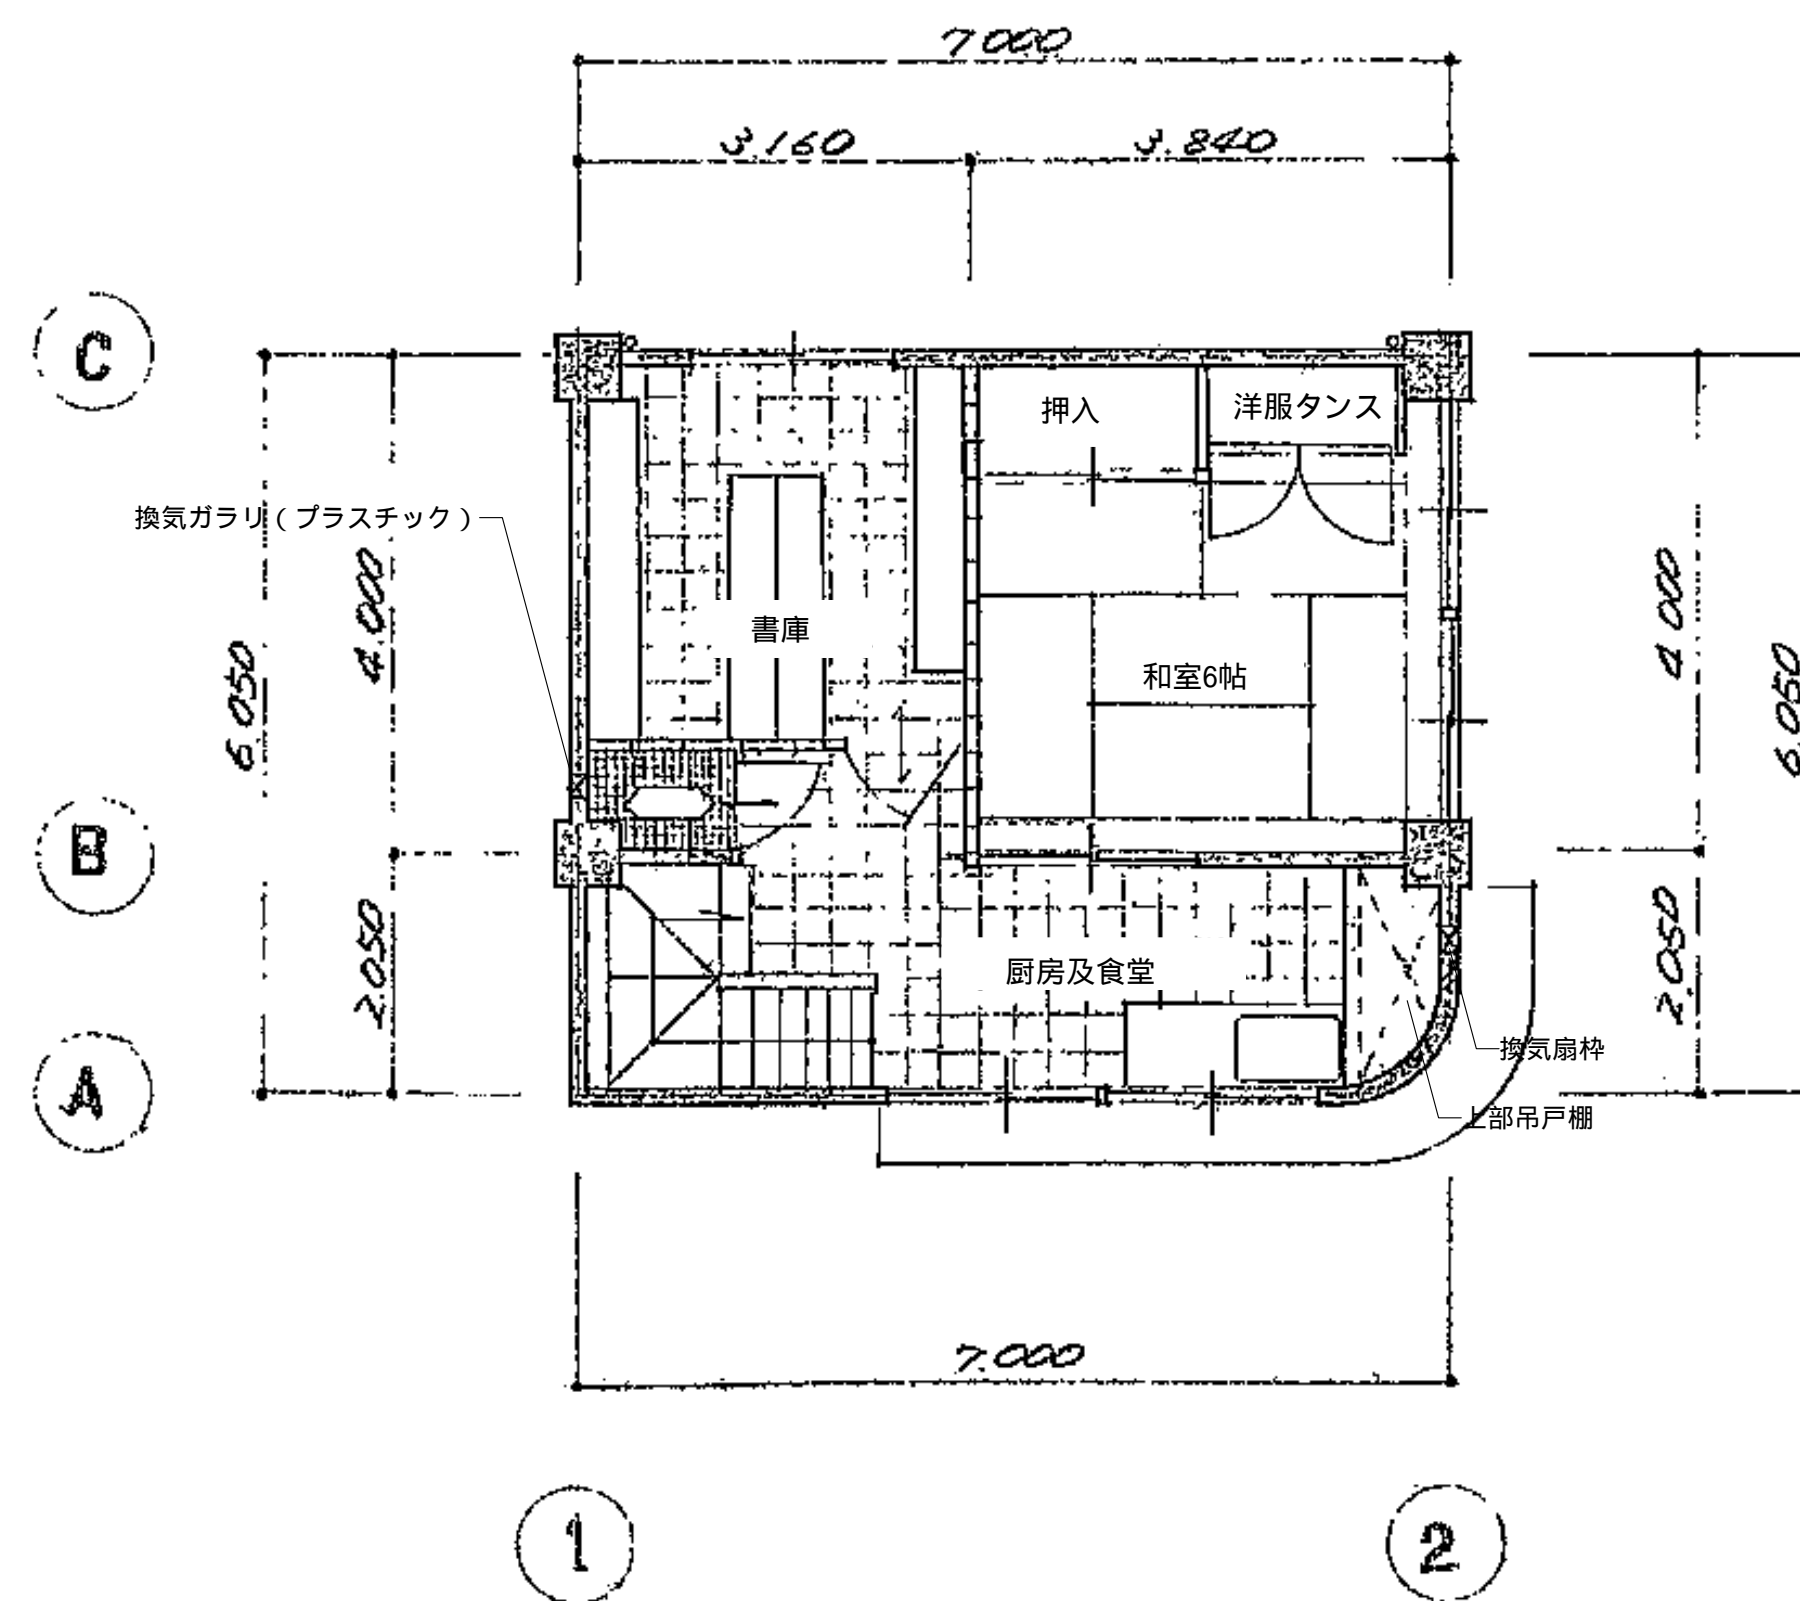 7000
3.160
3.840
C
押入
洋服タンス
換気ガラリ（プラスチック）
4.000
4 000
書庫
6.050
6.050
和室6帖
B
2.050
2.050
厨房及食堂
換気扇枠
A
上部吊戸棚
7.000
1
2